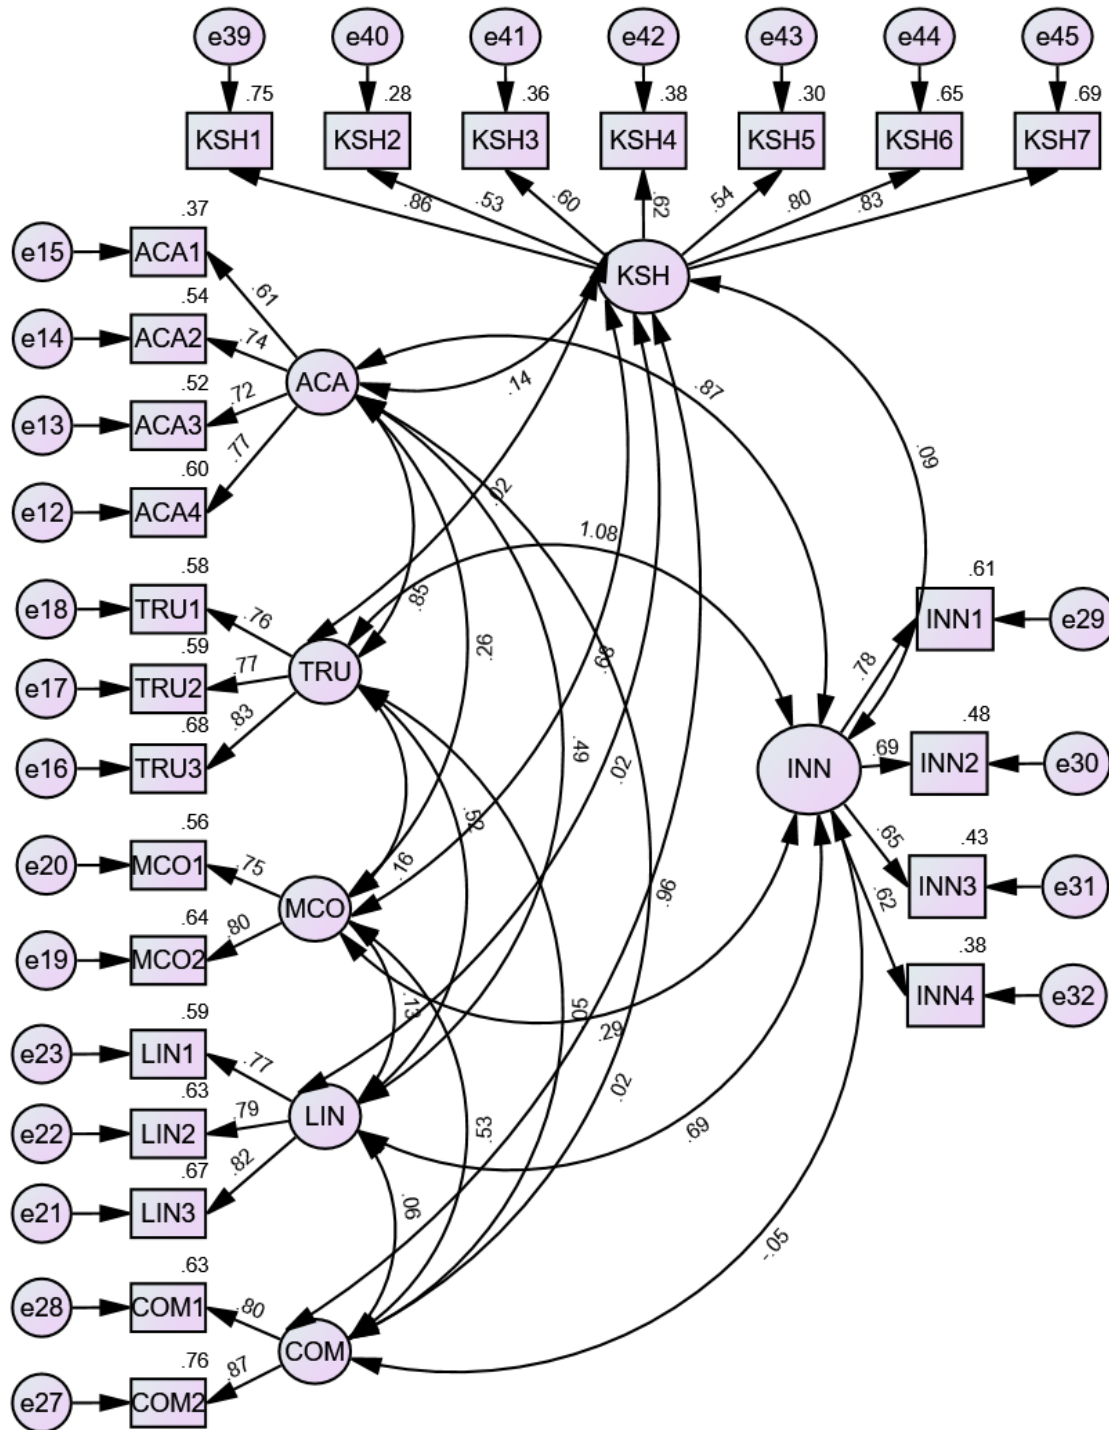 e39 e40 e41 e42 e43 e44 e45
.75 .28 .36 .38 .30 .65 .69
KSH1 KSH2 KSH3 KSH4 KSH5 KSH6 KSH7
.86 .53 .60 .62 .54 .80 .83
KSH
.37
e15 ACA1
.61
.54
e14 ACA2
.74
.52
e13 ACA3
.72
ACA
.60
e12 ACA4
.77
.14
.87
.09
.02
1.08
.58
e18 TRU1
.76
.59
e17 TRU2
.77
TRU
.68
e16 TRU3
.83
.85
.26
.68
.61
INN1 e29
.78
.48
INN
.69
INN2 e30
.65
.43
INN3 e31
.62
.38
INN4 e32
.49
.02
.52
.16
.56
e20 MCO1
.75
MCO
.64
e19 MCO2
.80
.96
.13
.05
.29
.59
e23 LIN1
.77
.63
e22 LIN2
.79
LIN
.67
e21 LIN3
.82
.02
.53
.69
.06
-.05
.63
e28 COM1
.80
COM
.76
e27 COM2
.87